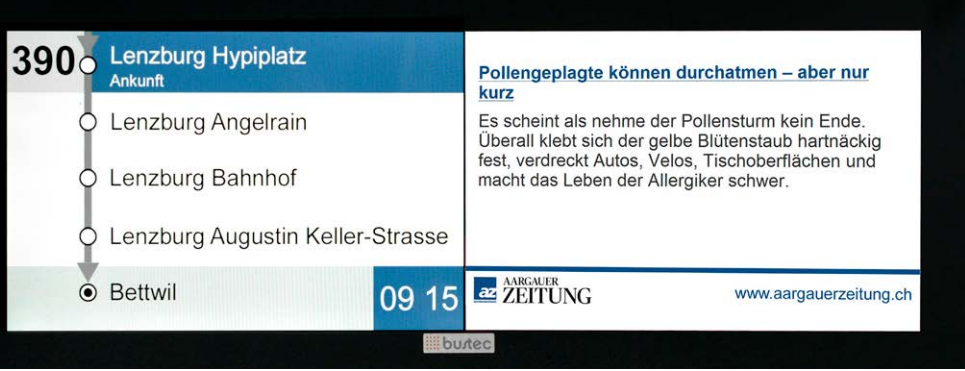 390
Lenzburg Hypiplatz
Ankunft
Lenzburg Angelrain
Lenzburg Bahnhof
Lenzburg Augustin Keller-Strasse
Bettwil
09 15
Pollengeplagte können durchatmen – aber nur
kurz
Es scheint als nehme der Pollensturm kein Ende.
Überall klebt sich der gelbe Blütenstaub hartnäckig
fest, verdreckt Autos, Velos, Tischoberflächen und
macht das Leben der Allergiker schwer.
az
AARGAUER
ZEITUNG
www.aargauerzeitung.ch
bustec